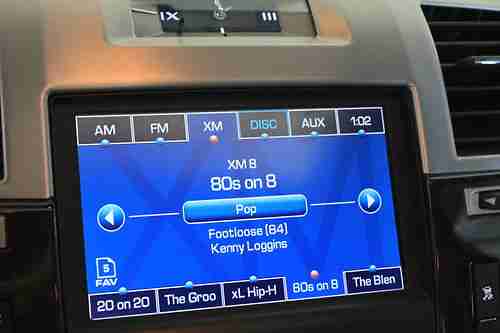 IX III
AM FM XM DISC AUX 1:02
XM 8
80s on 8
Pop
Footloose (84)
Kenny Loggins
5
FAV
20 on 20 The Groo xL Hip-H 80s on 8 The Blen